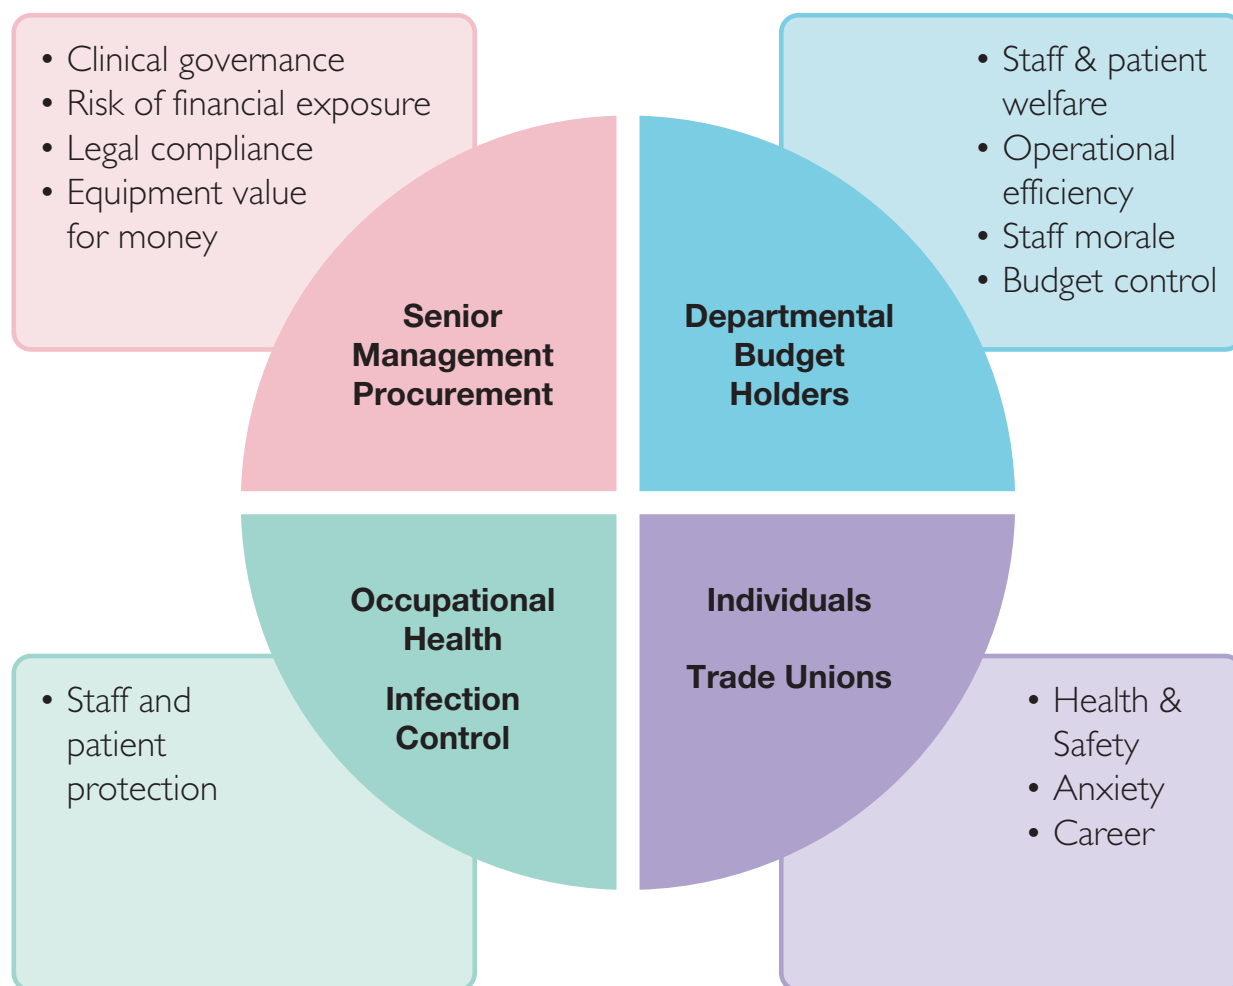 • Clinical governance
• Risk of financial exposure
• Legal compliance
• Equipment value
for money
• Staff & patient
welfare
• Operational
efficiency
• Staff morale
• Budget control
Senior
Management
Procurement
Departmental
Budget
Holders
Occupational
Health
Infection
Control
Individuals
Trade Unions
• Staff and
patient
protection
• Health &
Safety
• Anxiety
• Career